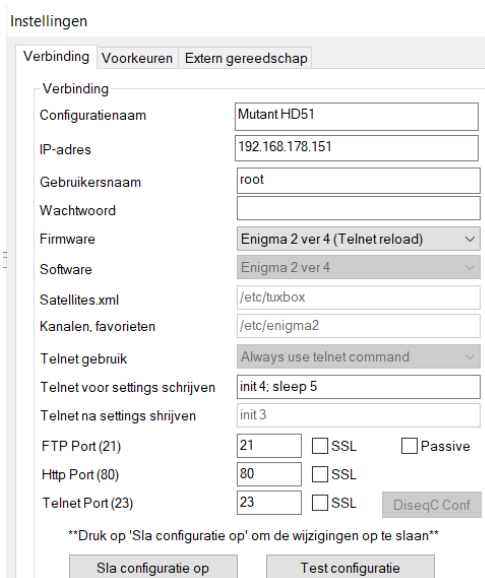 Instellingen
Verbinding Voorkeuren Extern gereedschap
Verbinding
Configuratienaam Mutant HD51
IP-adres 192.168.178.151
Gebruikersnaam root
Wachtwoord
Firmware Enigma 2 ver 4 (Telnet reload)
Software Enigma 2 ver 4
Satellites.xml /etc/tuxbox
Kanalen, favorieten /etc/enigma2
Telnet gebruik Always use telnet command
Telnet voor settings schrijven init 4; sleep 5
Telnet na settings shrijven init 3
FTP Port (21) 21 SSL Passive
Http Port (80) 80 SSL
Telnet Port (23) 23 SSL DiseqC Conf
**Druk op 'Sla configuratie op' om de wijzigingen op te slaan**
Sla configuratie op Test configuratie